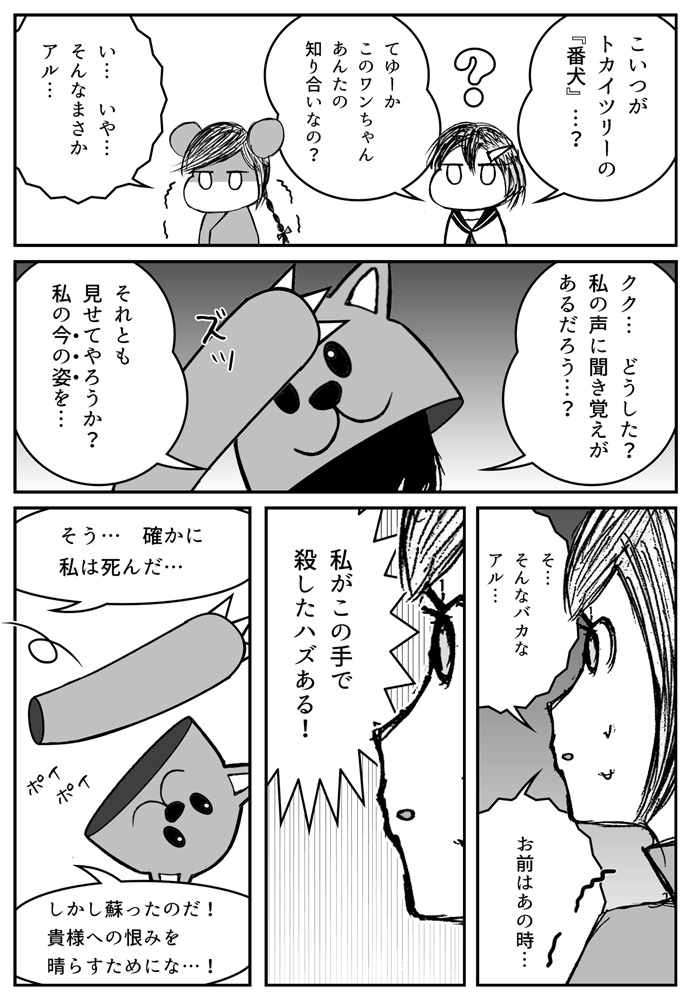 こいつが
トカイツリーの
『番犬』…？
？
てゆーか
このワンちゃん
あんたの
知り合いなの？
い…　いや…
そんなまさか
アル…
クク…　どうした？
私の声に聞き覚えが
あるだろう…？
ズッ
それとも
見せてやろうか？
私の今の姿を…
そ…
そんなバカな
アル…
お前はあの時…
私がこの手で
殺したハズある！
そう…　確かに
私は死んだ…
ポイ
ポイ
しかし蘇ったのだ！
貴様への恨みを
晴らすためにな…！